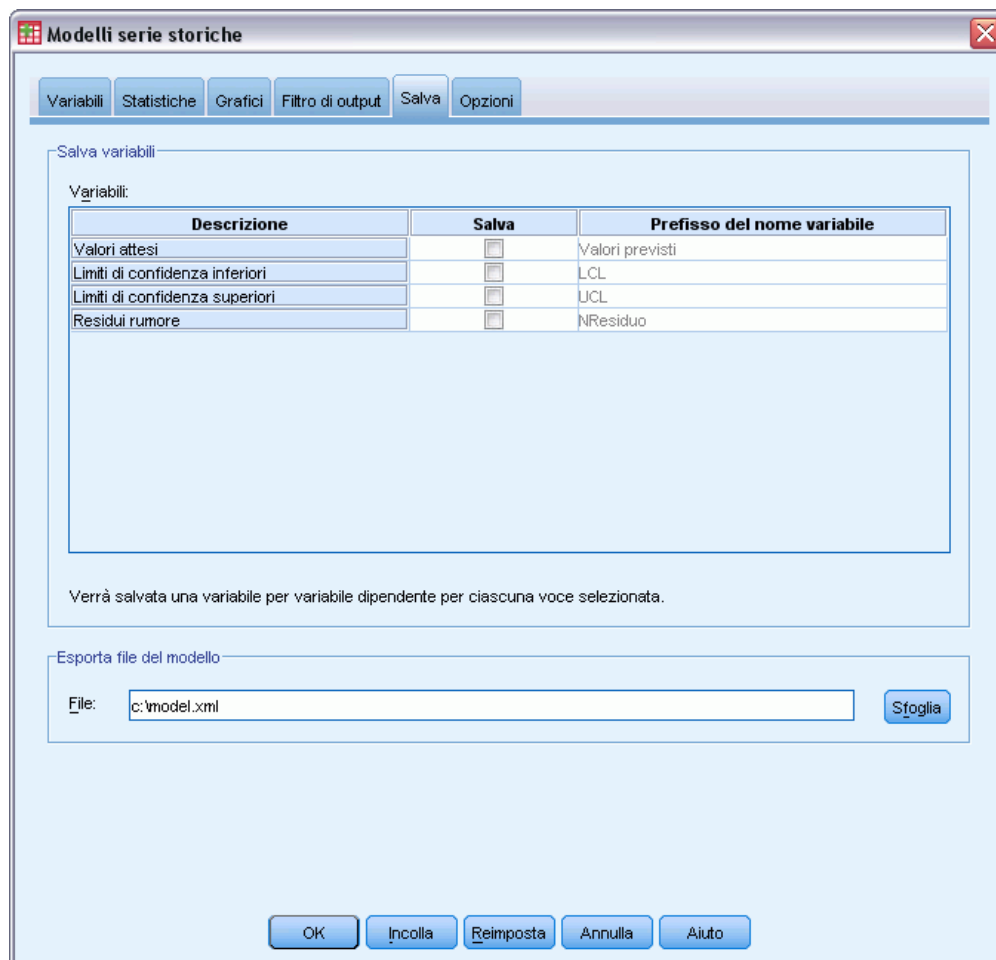 Modelli serie storiche
Variabili Statistiche Grafici Filtro di output Salva Opzioni
Salva variabili
Variabili:
Descrizione Salva Prefisso del nome variabile
Valori attesi Valori previsti
Limiti di confidenza inferiori LCL
Limiti di confidenza superiori UCL
Residui rumore NResiduo
Verrà salvata una variabile per variabile dipendente per ciascuna voce selezionata.
Esporta file del modello
File: c:\model.xml Sfoglia
OK Incolla Reimposta Annulla Aiuto